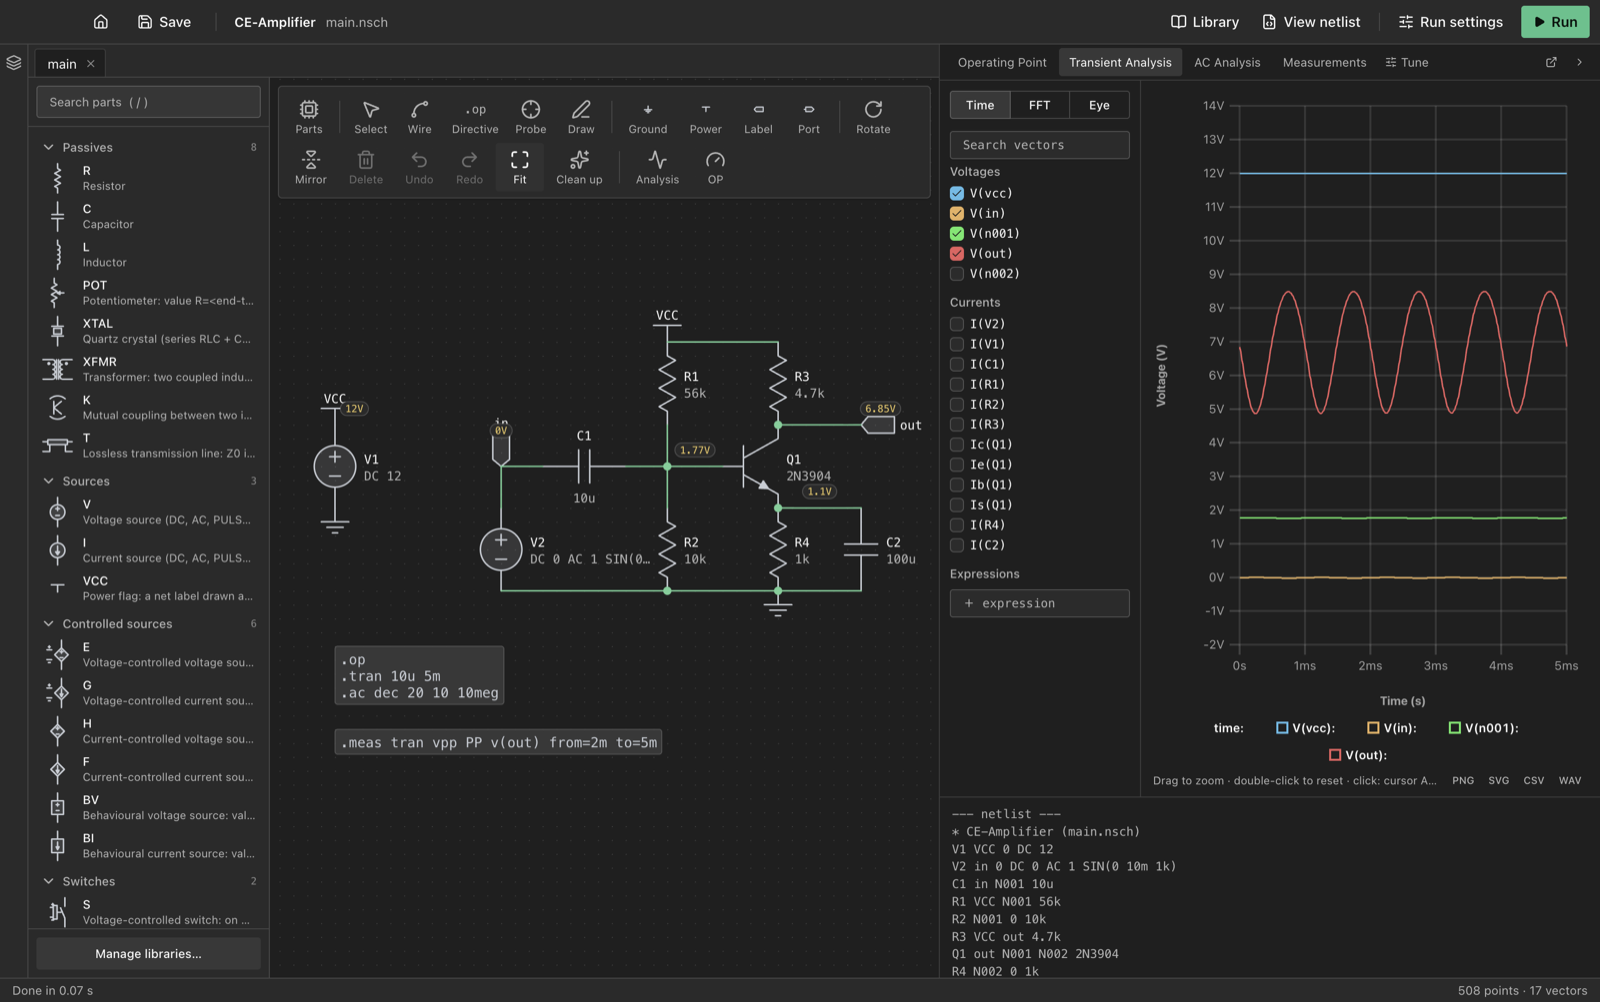 Save
CE-Amplifier main.nsch
Library
View netlist
Run settings
Run
main
Search parts (/)
Passives 8
R
Resistor
C
Capacitor
L
Inductor
POT
Potentiometer: value R=<end-t...
XTAL
Quartz crystal (series RLC + C...
XFMR
Transformer: two coupled indu...
K
Mutual coupling between two i...
T
Lossless transmission line: Z0 i...
Sources 3
V
Voltage source (DC, AC, PULS...
I
Current source (DC, AC, PULS...
VCC
Power flag: a net label drawn a...
Controlled sources 6
E
Voltage-controlled voltage sou...
G
Voltage-controlled current sou...
H
Current-controlled voltage sou...
F
Current-controlled current sou...
BV
Behavioural voltage source: val...
BI
Behavioural current source: val...
Switches 2
S
Voltage-controlled switch: on ...
Manage libraries...
Parts
Select
Wire
.op
Directive
Probe
Draw
Ground
Power
Label
Port
Rotate
Mirror
Delete
Undo
Redo
Fit
Clean up
Analysis
OP
VCC
12V
V1
DC 12
in
0V
C1
10u
V2
DC 0 AC 1 SIN(0...
VCC
R1
56k
1.77V
R2
10k
R3
4.7k
6.85V
out
Q1
2N3904
1.1V
R4
1k
C2
100u
.op
.tran 10u 5m
.ac dec 20 10 10meg
.meas tran vpp PP v(out) from=2m to=5m
Operating Point
Transient Analysis
AC Analysis
Measurements
Tune
Time
FFT
Eye
Search vectors
Voltages
V(vcc)
V(in)
V(n001)
V(out)
V(n002)
Currents
I(V2)
I(V1)
I(C1)
I(R1)
I(R2)
I(R3)
Ic(Q1)
Ie(Q1)
Ib(Q1)
Is(Q1)
I(R4)
I(C2)
Expressions
+ expression
14V
13V
12V
11V
10V
9V
8V
7V
6V
5V
4V
3V
2V
1V
0V
-1V
-2V
Voltage (V)
0s 1ms 2ms 3ms 4ms 5ms
Time (s)
time: V(vcc): V(in): V(n001):
V(out):
Drag to zoom · double-click to reset · click: cursor A...
PNG SVG CSV WAV
--- netlist ---
* CE-Amplifier (main.nsch)
V1 VCC 0 DC 12
V2 in 0 DC 0 AC 1 SIN(0 10m 1k)
C1 in N001 10u
R1 VCC N001 56k
R2 N001 0 10k
R3 VCC out 4.7k
Q1 out N001 N002 2N3904
R4 N002 0 1k
Done in 0.07 s
508 points · 17 vectors